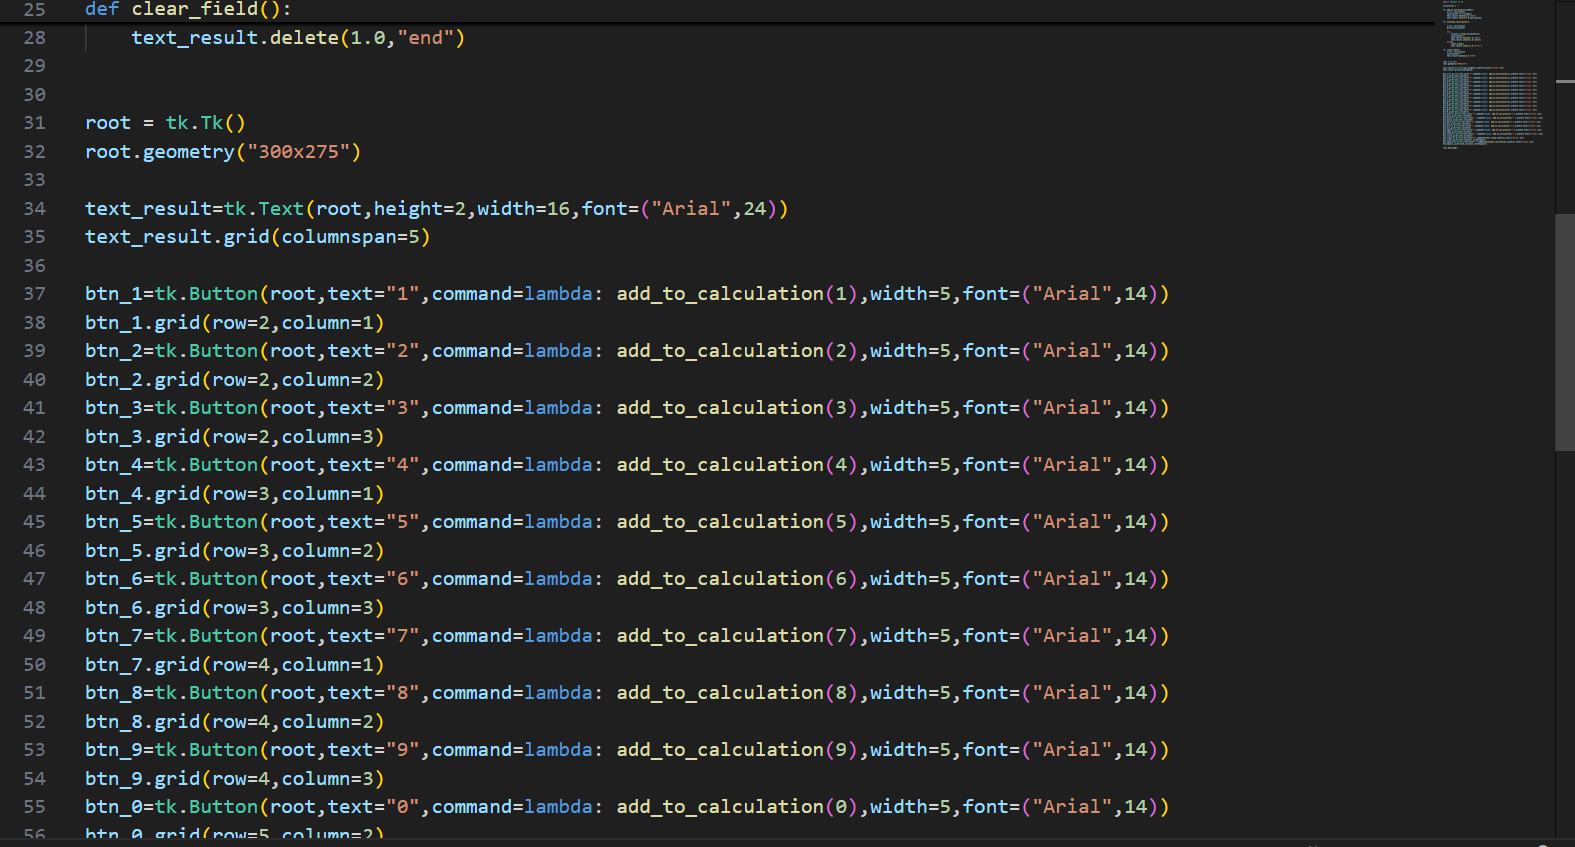 25 def clear_field():
28     text_result.delete(1.0,"end")
29
30
31 root = tk.Tk()
32 root.geometry("300x275")
33
34 text_result=tk.Text(root,height=2,width=16,font=("Arial",24))
35 text_result.grid(columnspan=5)
36
37 btn_1=tk.Button(root,text="1",command=lambda: add_to_calculation(1),width=5,font=("Arial",14))
38 btn_1.grid(row=2,column=1)
39 btn_2=tk.Button(root,text="2",command=lambda: add_to_calculation(2),width=5,font=("Arial",14))
40 btn_2.grid(row=2,column=2)
41 btn_3=tk.Button(root,text="3",command=lambda: add_to_calculation(3),width=5,font=("Arial",14))
42 btn_3.grid(row=2,column=3)
43 btn_4=tk.Button(root,text="4",command=lambda: add_to_calculation(4),width=5,font=("Arial",14))
44 btn_4.grid(row=3,column=1)
45 btn_5=tk.Button(root,text="5",command=lambda: add_to_calculation(5),width=5,font=("Arial",14))
46 btn_5.grid(row=3,column=2)
47 btn_6=tk.Button(root,text="6",command=lambda: add_to_calculation(6),width=5,font=("Arial",14))
48 btn_6.grid(row=3,column=3)
49 btn_7=tk.Button(root,text="7",command=lambda: add_to_calculation(7),width=5,font=("Arial",14))
50 btn_7.grid(row=4,column=1)
51 btn_8=tk.Button(root,text="8",command=lambda: add_to_calculation(8),width=5,font=("Arial",14))
52 btn_8.grid(row=4,column=2)
53 btn_9=tk.Button(root,text="9",command=lambda: add_to_calculation(9),width=5,font=("Arial",14))
54 btn_9.grid(row=4,column=3)
55 btn_0=tk.Button(root,text="0",command=lambda: add_to_calculation(0),width=5,font=("Arial",14))
56 btn_0.grid(row=5,column=2)